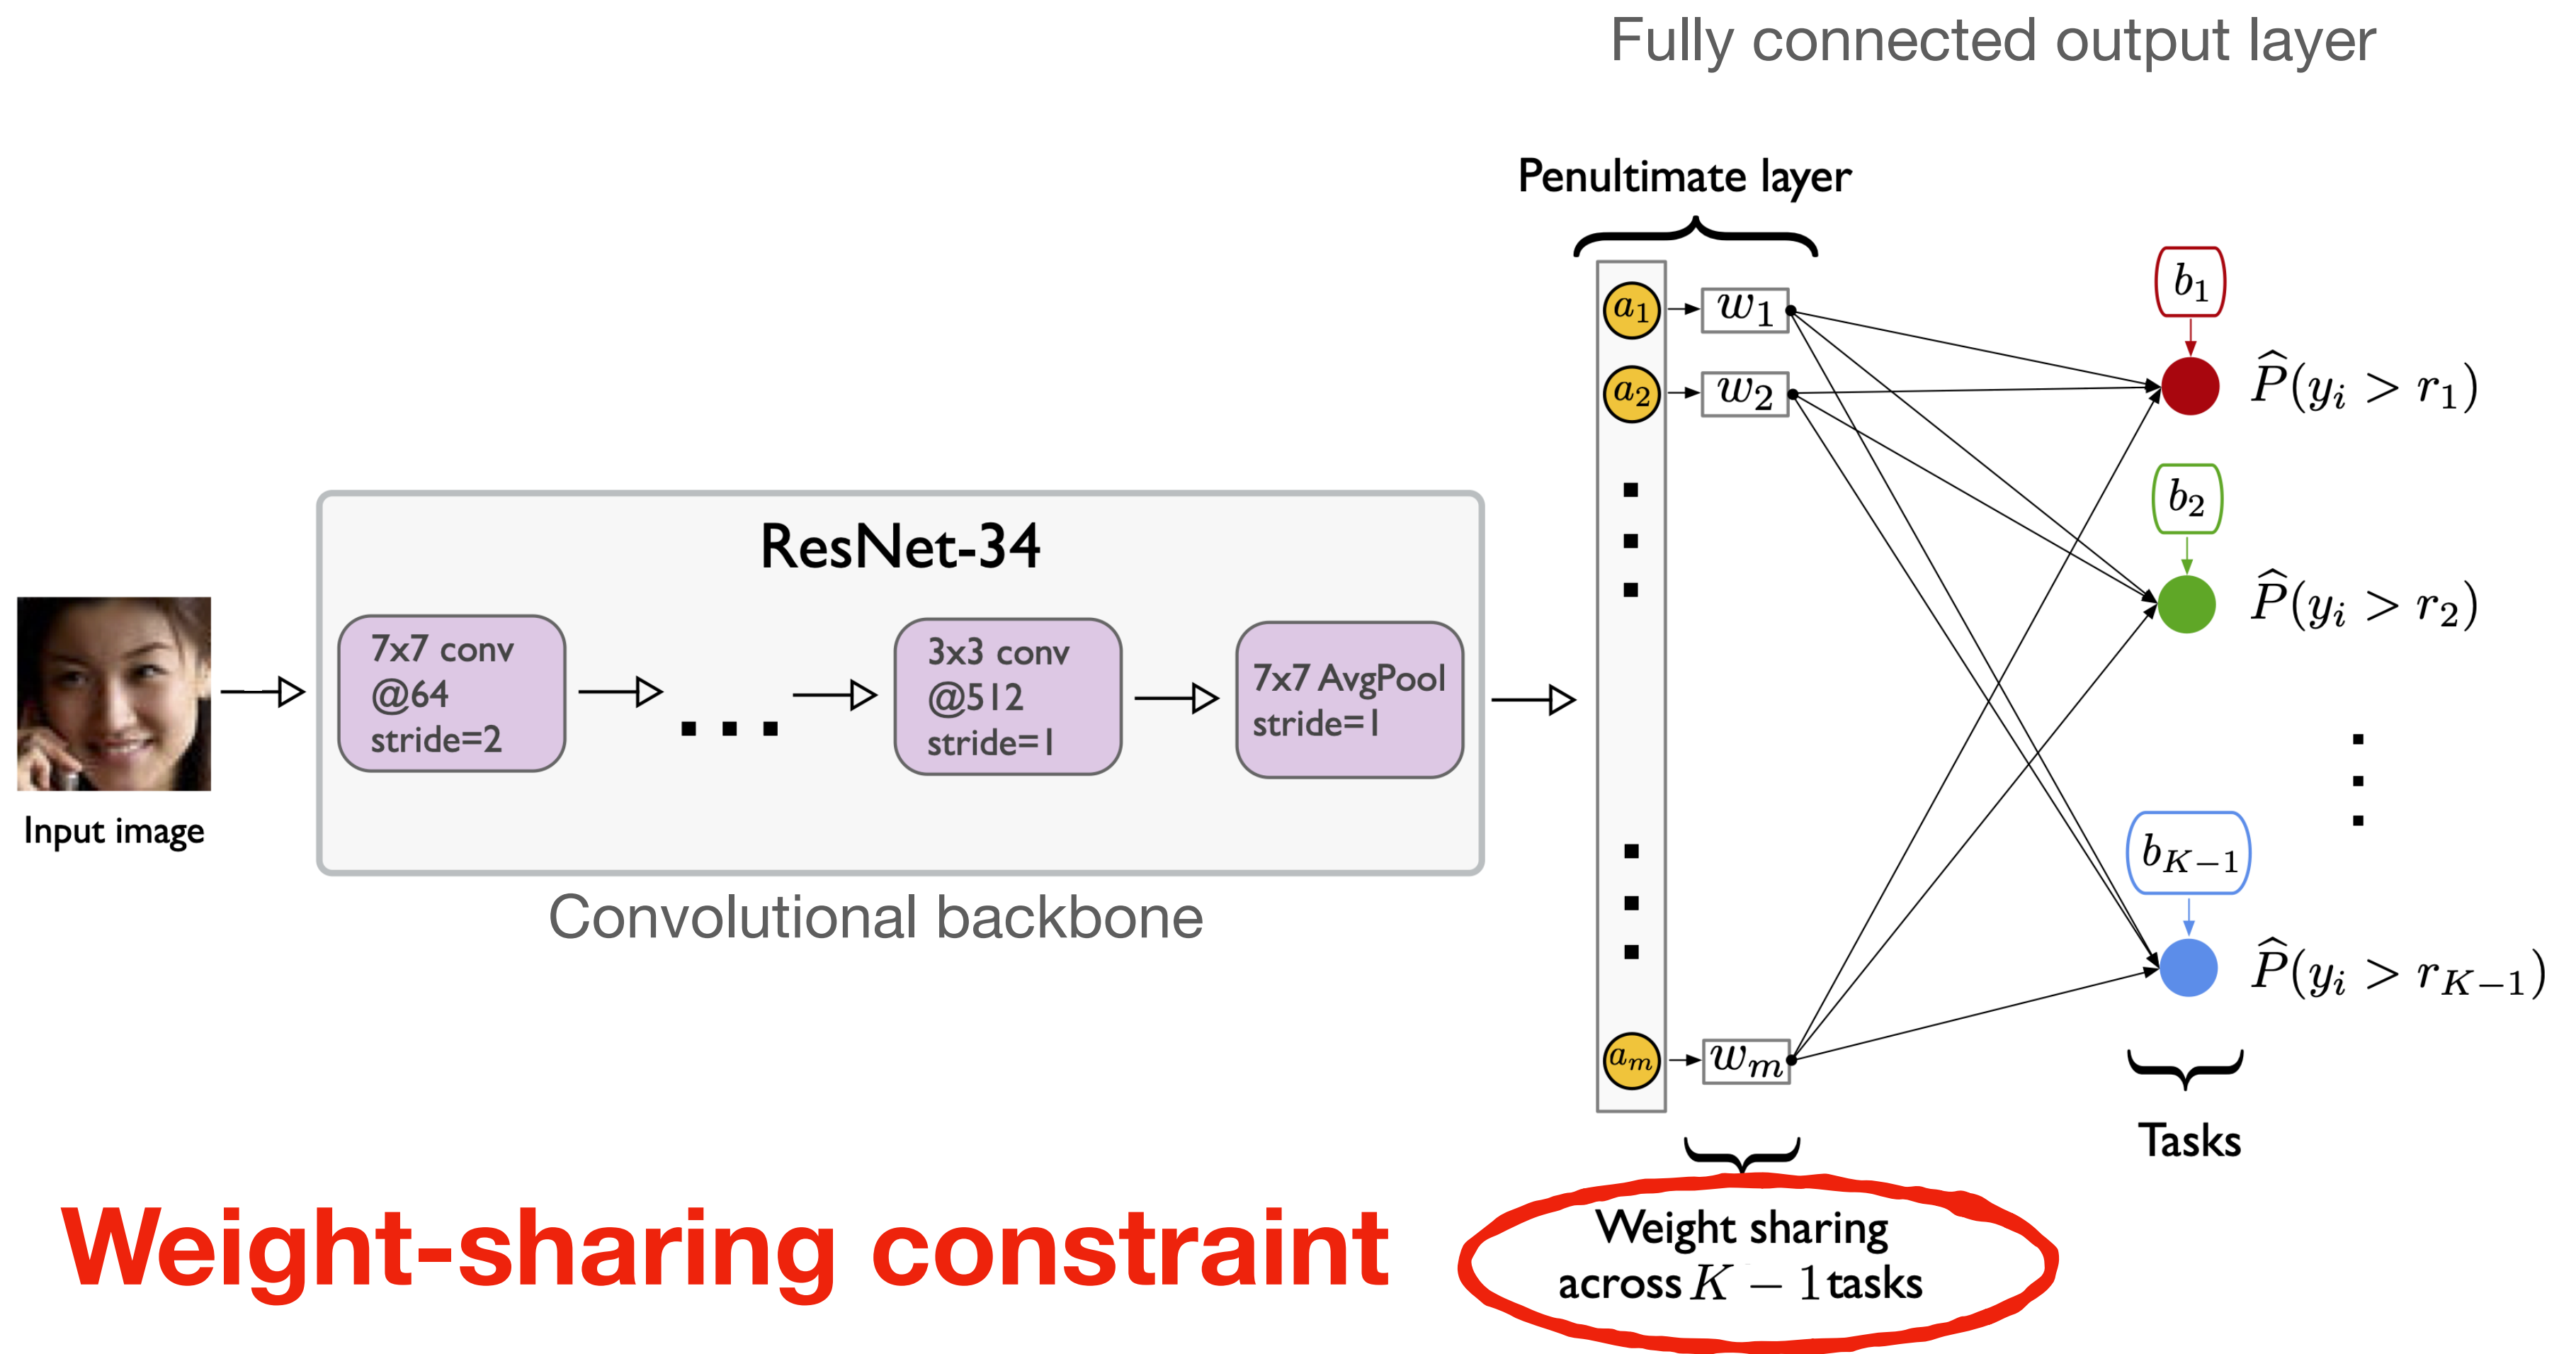 Fully connected output layer
Penultimate layer
a₁
w₁
b₁
P̂(yᵢ > r₁)
a₂
w₂
b₂
P̂(yᵢ > r₂)
ResNet-34
7x7 conv
@64
stride=2
...
3x3 conv
@512
stride=1
7x7 AvgPool
stride=1
Input image
Convolutional backbone
b_{K−1}
P̂(yᵢ > r_{K−1})
aₘ
wₘ
Tasks
Weight-sharing constraint
Weight sharing
across K − 1 tasks